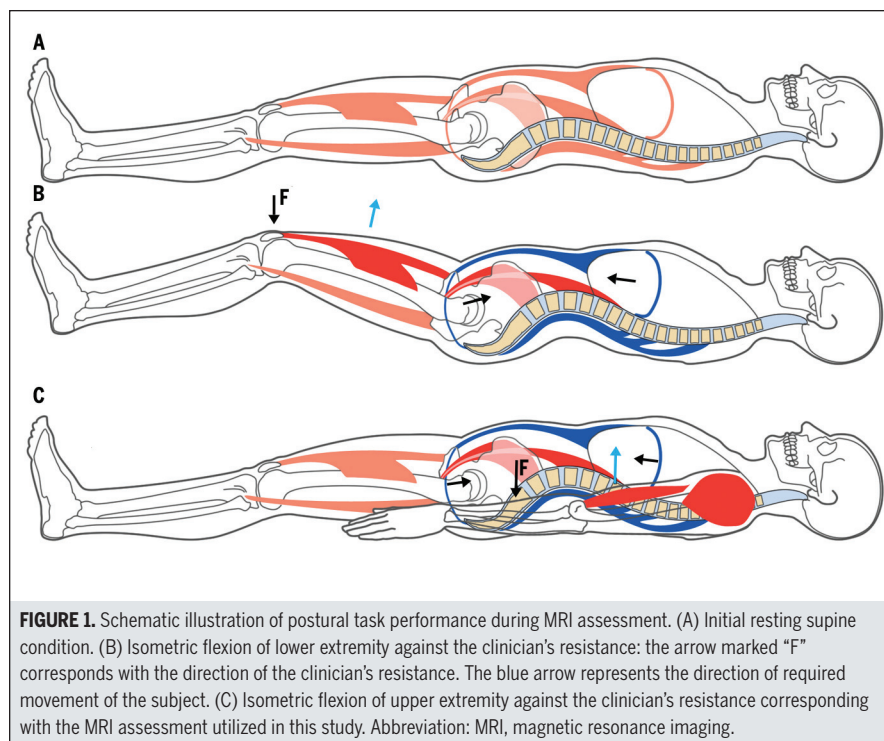 A
B
F
C
F
FIGURE 1. Schematic illustration of postural task performance during MRI assessment. (A) Initial resting supine
condition. (B) Isometric flexion of lower extremity against the clinician's resistance: the arrow marked “F”
corresponds with the direction of the clinician's resistance. The blue arrow represents the direction of required
movement of the subject. (C) Isometric flexion of upper extremity against the clinician's resistance corresponding
with the MRI assessment utilized in this study. Abbreviation: MRI, magnetic resonance imaging.